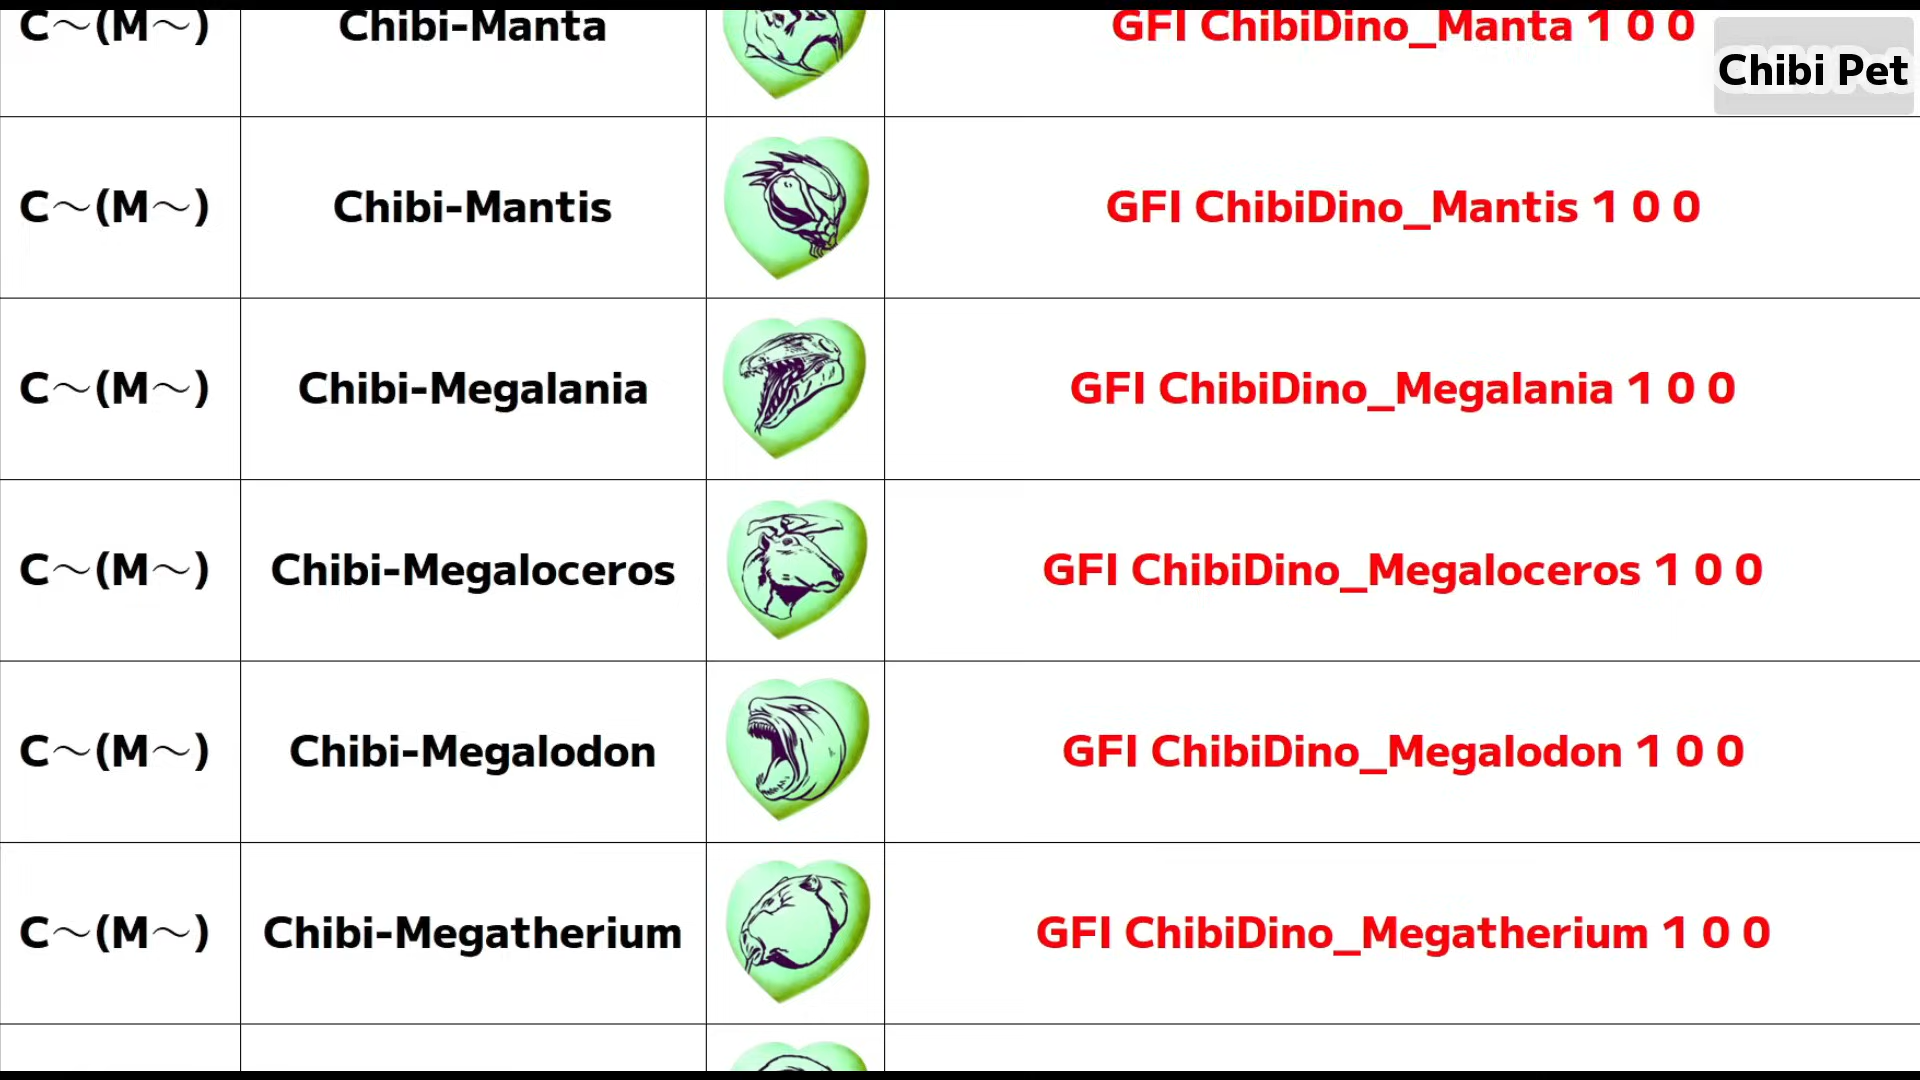 C～(M～) Chibi-Manta GFI ChibiDino_Manta 1 0 0
Chibi Pet
C～(M～) Chibi-Mantis GFI ChibiDino_Mantis 1 0 0
C～(M～) Chibi-Megalania GFI ChibiDino_Megalania 1 0 0
C～(M～) Chibi-Megaloceros GFI ChibiDino_Megaloceros 1 0 0
C～(M～) Chibi-Megalodon GFI ChibiDino_Megalodon 1 0 0
C～(M～) Chibi-Megatherium GFI ChibiDino_Megatherium 1 0 0